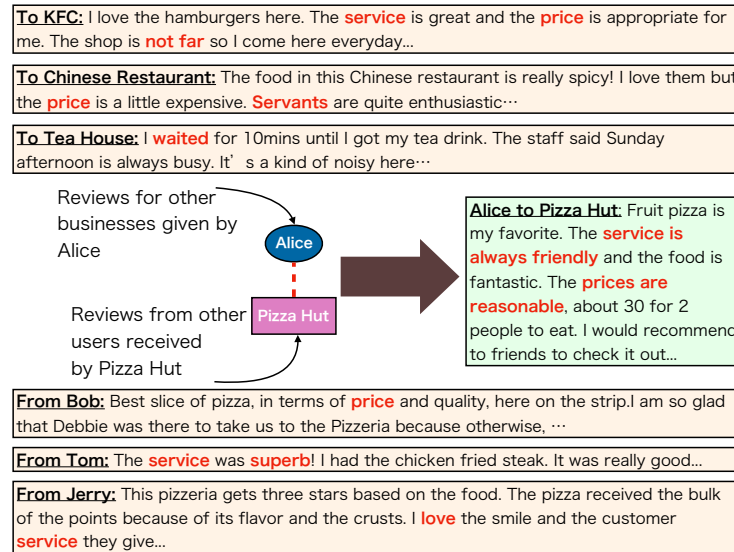 To KFC: I love the hamburgers here. The service is great and the price is appropriate for
me. The shop is not far so I come here everyday...
To Chinese Restaurant: The food in this Chinese restaurant is really spicy! I love them but
the price is a little expensive. Servants are quite enthusiastic⋯
To Tea House: I waited for 10mins until I got my tea drink. The staff said Sunday
afternoon is always busy. It’s a kind of noisy here⋯
Reviews for other
businesses given by
Alice
Alice
Pizza Hut
Reviews from other
users received
by Pizza Hut
Alice to Pizza Hut: Fruit pizza is
my favorite. The service is
always friendly and the food is
fantastic. The prices are
reasonable, about 30 for 2
people to eat. I would recommend
to friends to check it out...
From Bob: Best slice of pizza, in terms of price and quality, here on the strip.I am so glad
that Debbie was there to take us to the Pizzeria because otherwise, ⋯
From Tom: The service was superb! I had the chicken fried steak. It was really good...
From Jerry: This pizzeria gets three stars based on the food. The pizza received the bulk
of the points because of its flavor and the crusts. I love the smile and the customer
service they give...